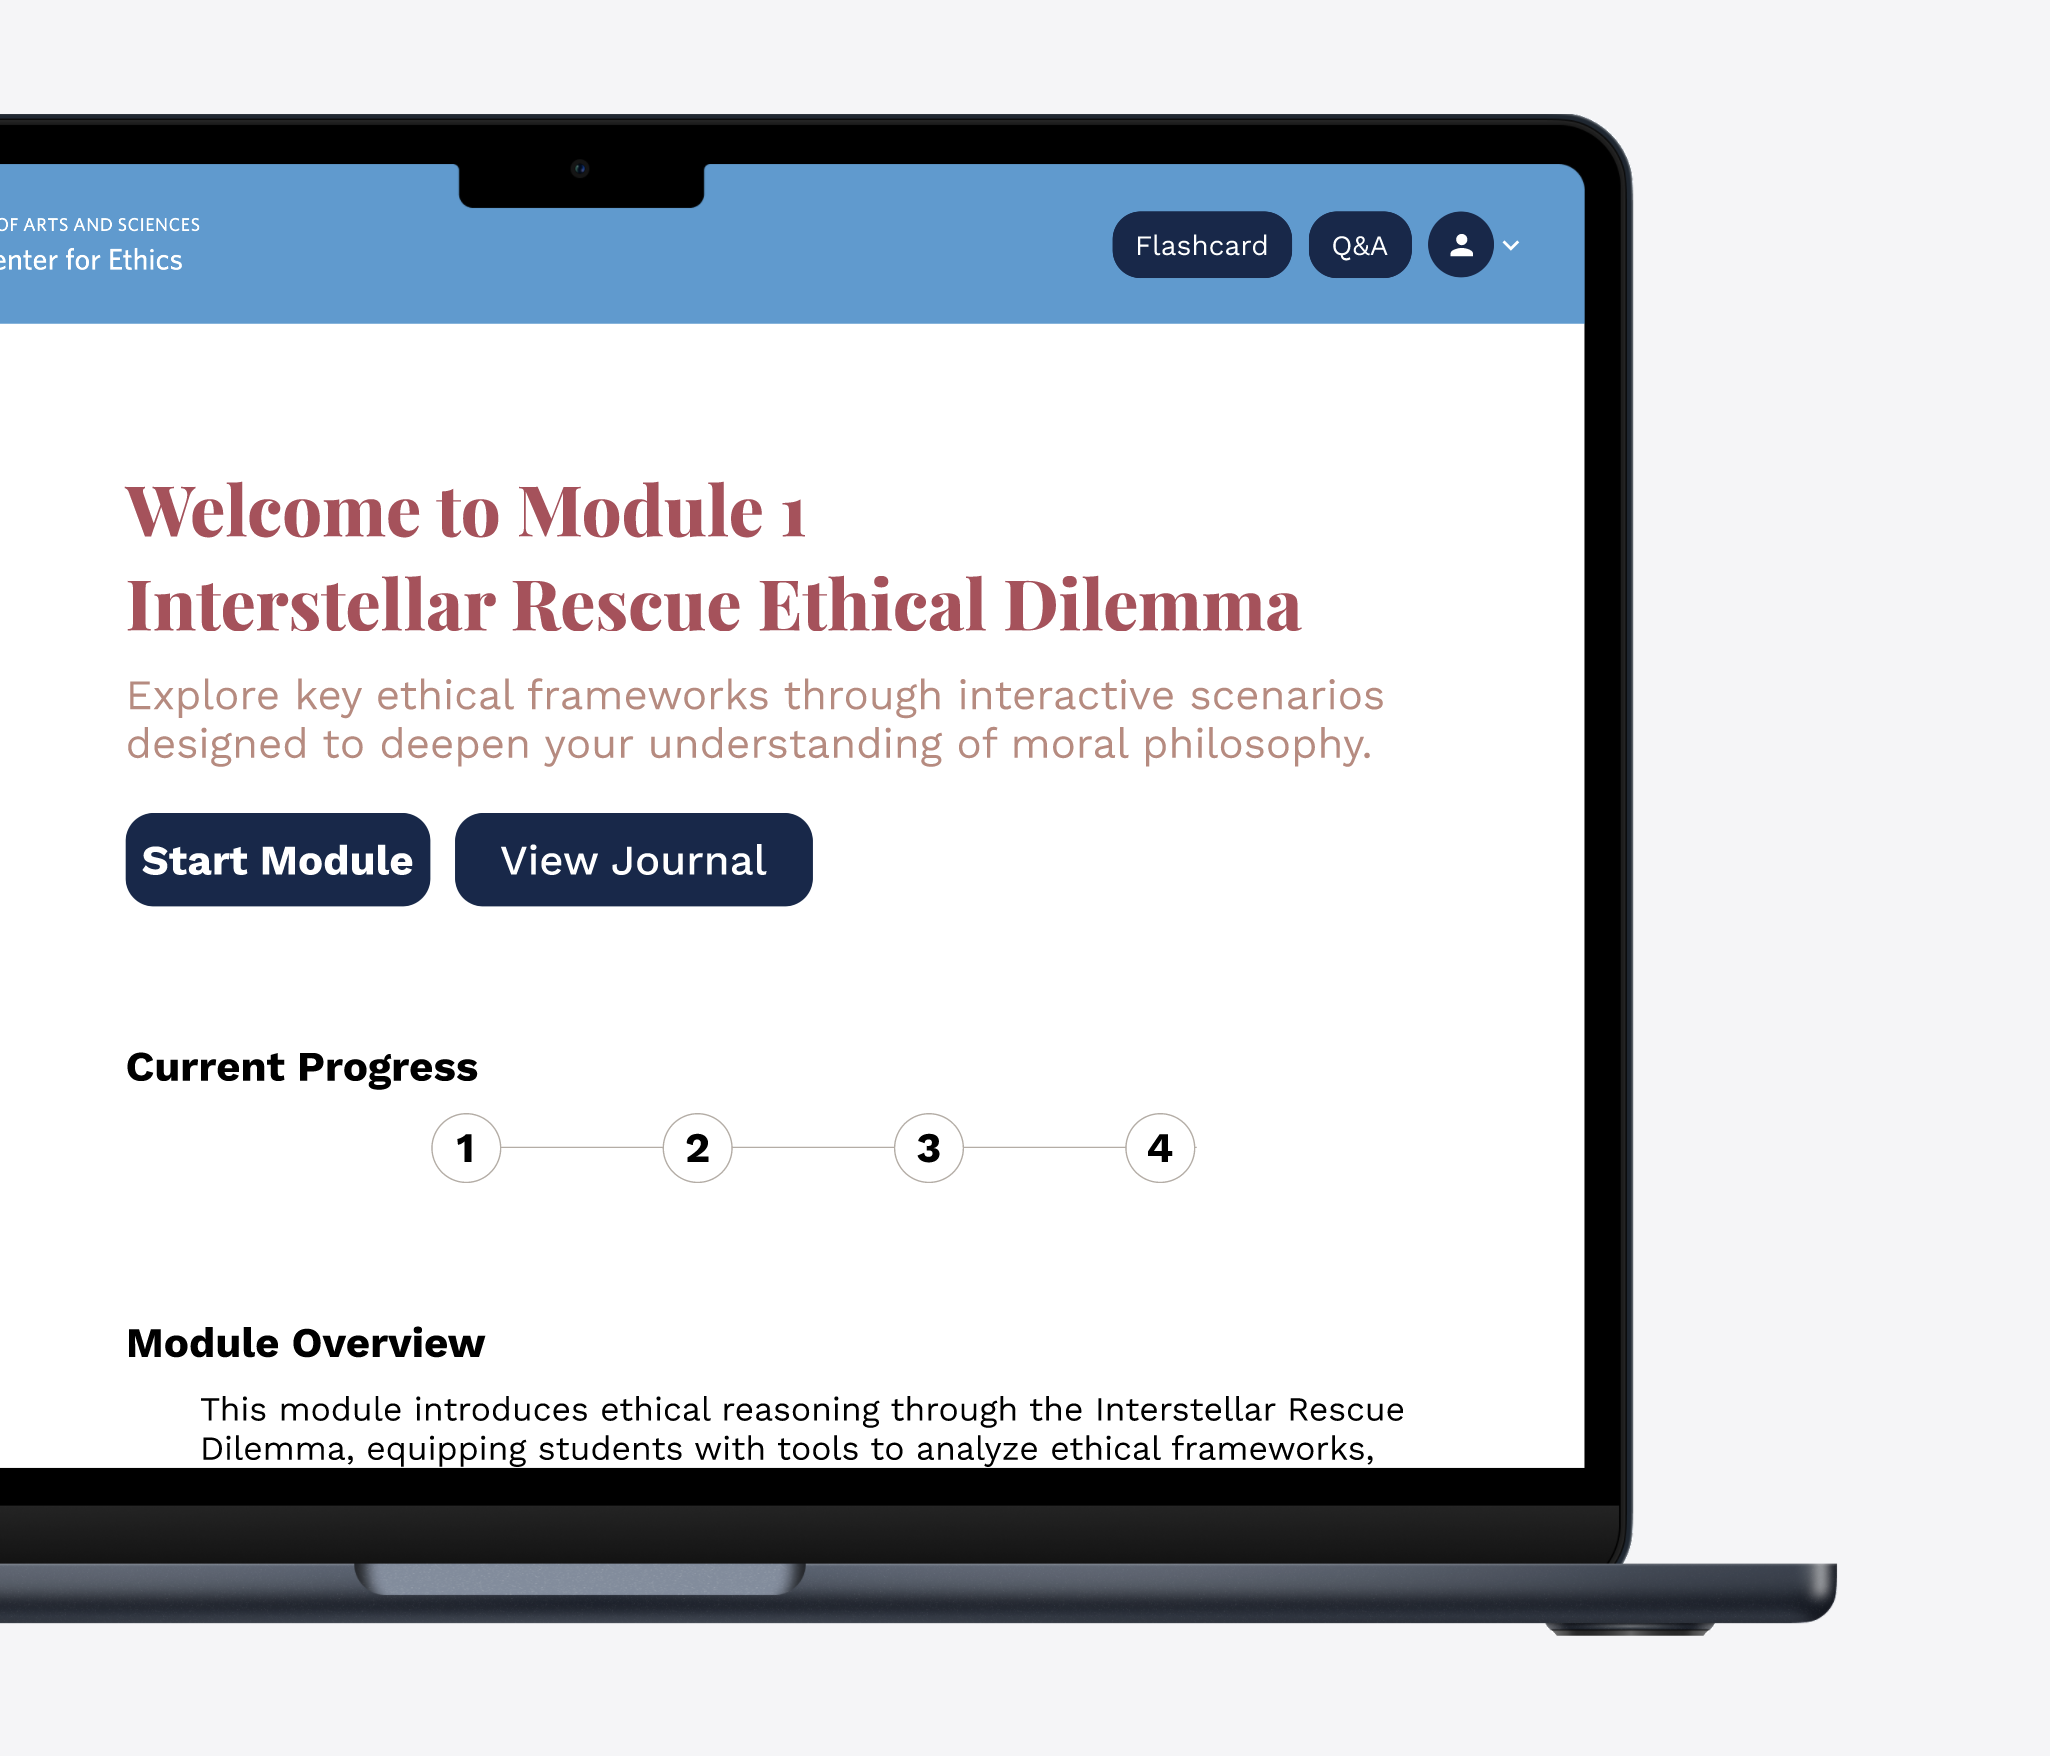 OF ARTS AND SCIENCES
enter for Ethics
Flashcard
Q&A
Welcome to Module 1
Interstellar Rescue Ethical Dilemma
Explore key ethical frameworks through interactive scenarios
designed to deepen your understanding of moral philosophy.
Start Module
View Journal
Current Progress
1
2
3
4
Module Overview
This module introduces ethical reasoning through the Interstellar Rescue
Dilemma, equipping students with tools to analyze ethical frameworks,